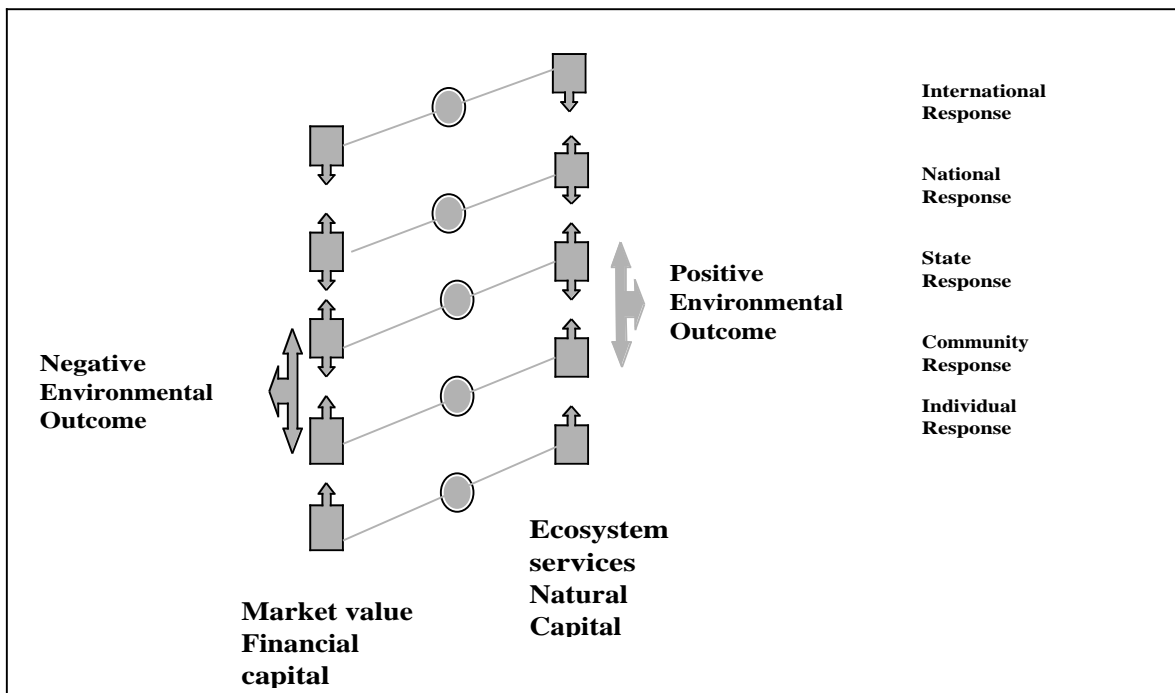 International
Response
National
Response
State
Response
Positive
Environmental
Outcome
Community
Response
Negative
Environmental
Outcome
Individual
Response
Ecosystem
services
Natural
Capital
Market value
Financial
capital